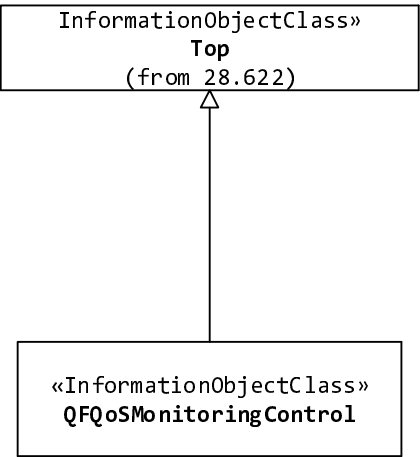 InformationObjectClass»
Top
(from 28.622)
«InformationObjectClass»
QFQoSMonitoringControl